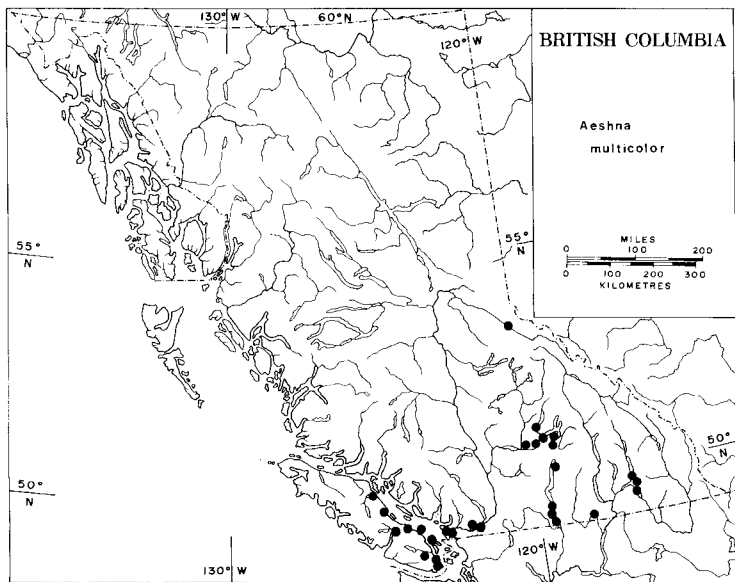 130° W
60° N
120° W
BRITISH COLUMBIA
Aeshna
multicolor
55°
N
55°
N
MILES
0 100 200
0 100 200 300
KILOMETRES
50°
N
50°
N
130° W
120° W